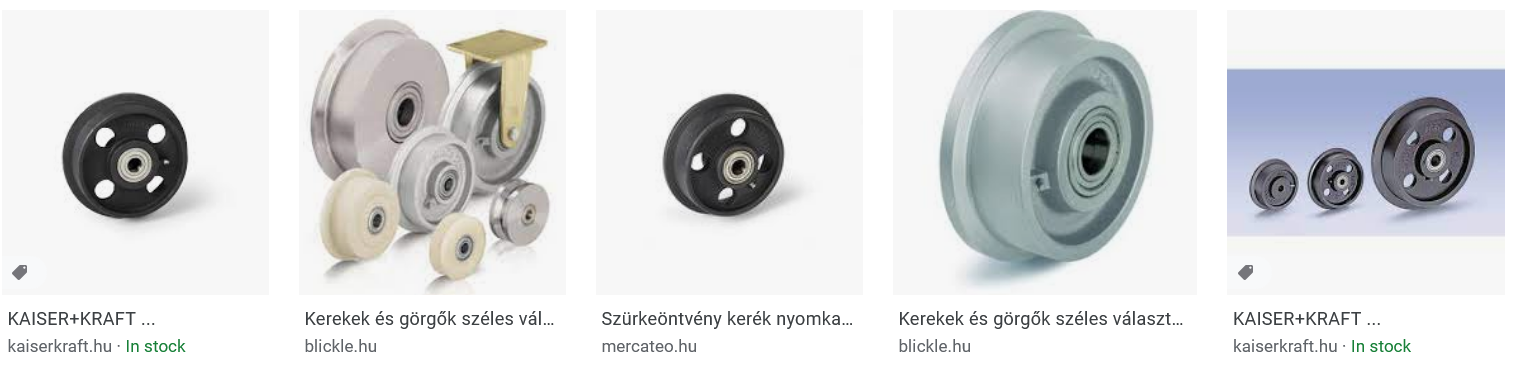 KAISER+KRAFT ...
kaiserkraft.hu · In stock
Kerekek és görgők széles vál...
blickle.hu
Szürkeöntvény kerék nyomka...
mercateo.hu
Kerekek és görgők széles választ...
blickle.hu
KAISER+KRAFT ...
kaiserkraft.hu · In stock